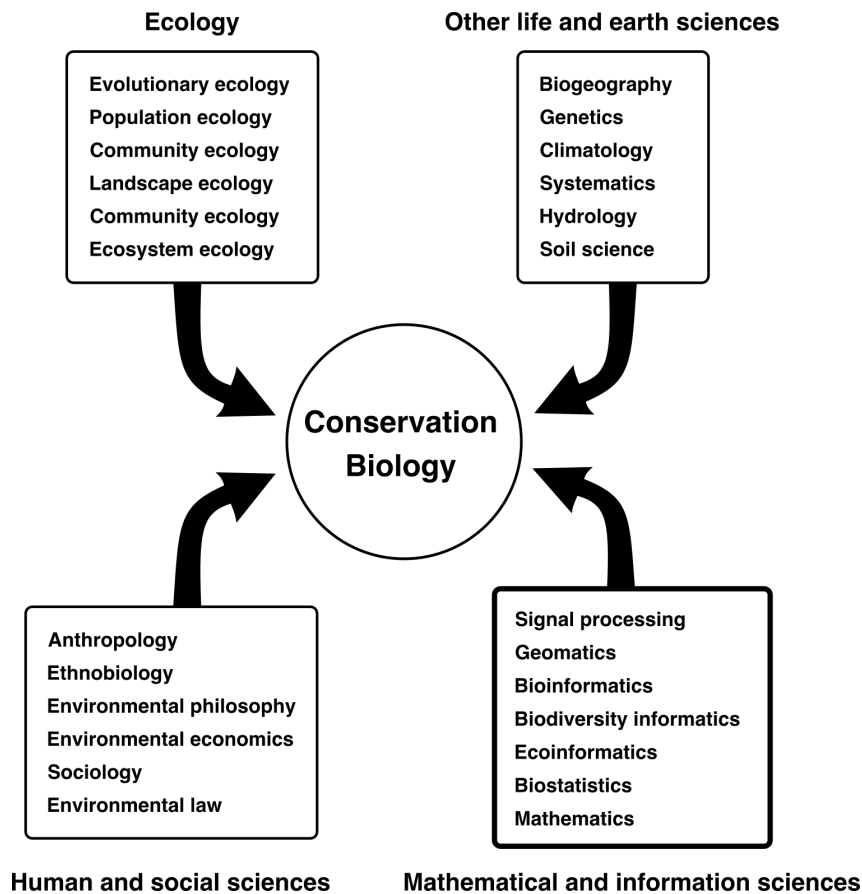 Ecology
Evolutionary ecology
Population ecology
Community ecology
Landscape ecology
Community ecology
Ecosystem ecology
Other life and earth sciences
Biogeography
Genetics
Climatology
Systematics
Hydrology
Soil science
Conservation
Biology
Anthropology
Ethnobiology
Environmental philosophy
Environmental economics
Sociology
Environmental law
Human and social sciences
Signal processing
Geomatics
Bioinformatics
Biodiversity informatics
Ecoinformatics
Biostatistics
Mathematics
Mathematical and information sciences